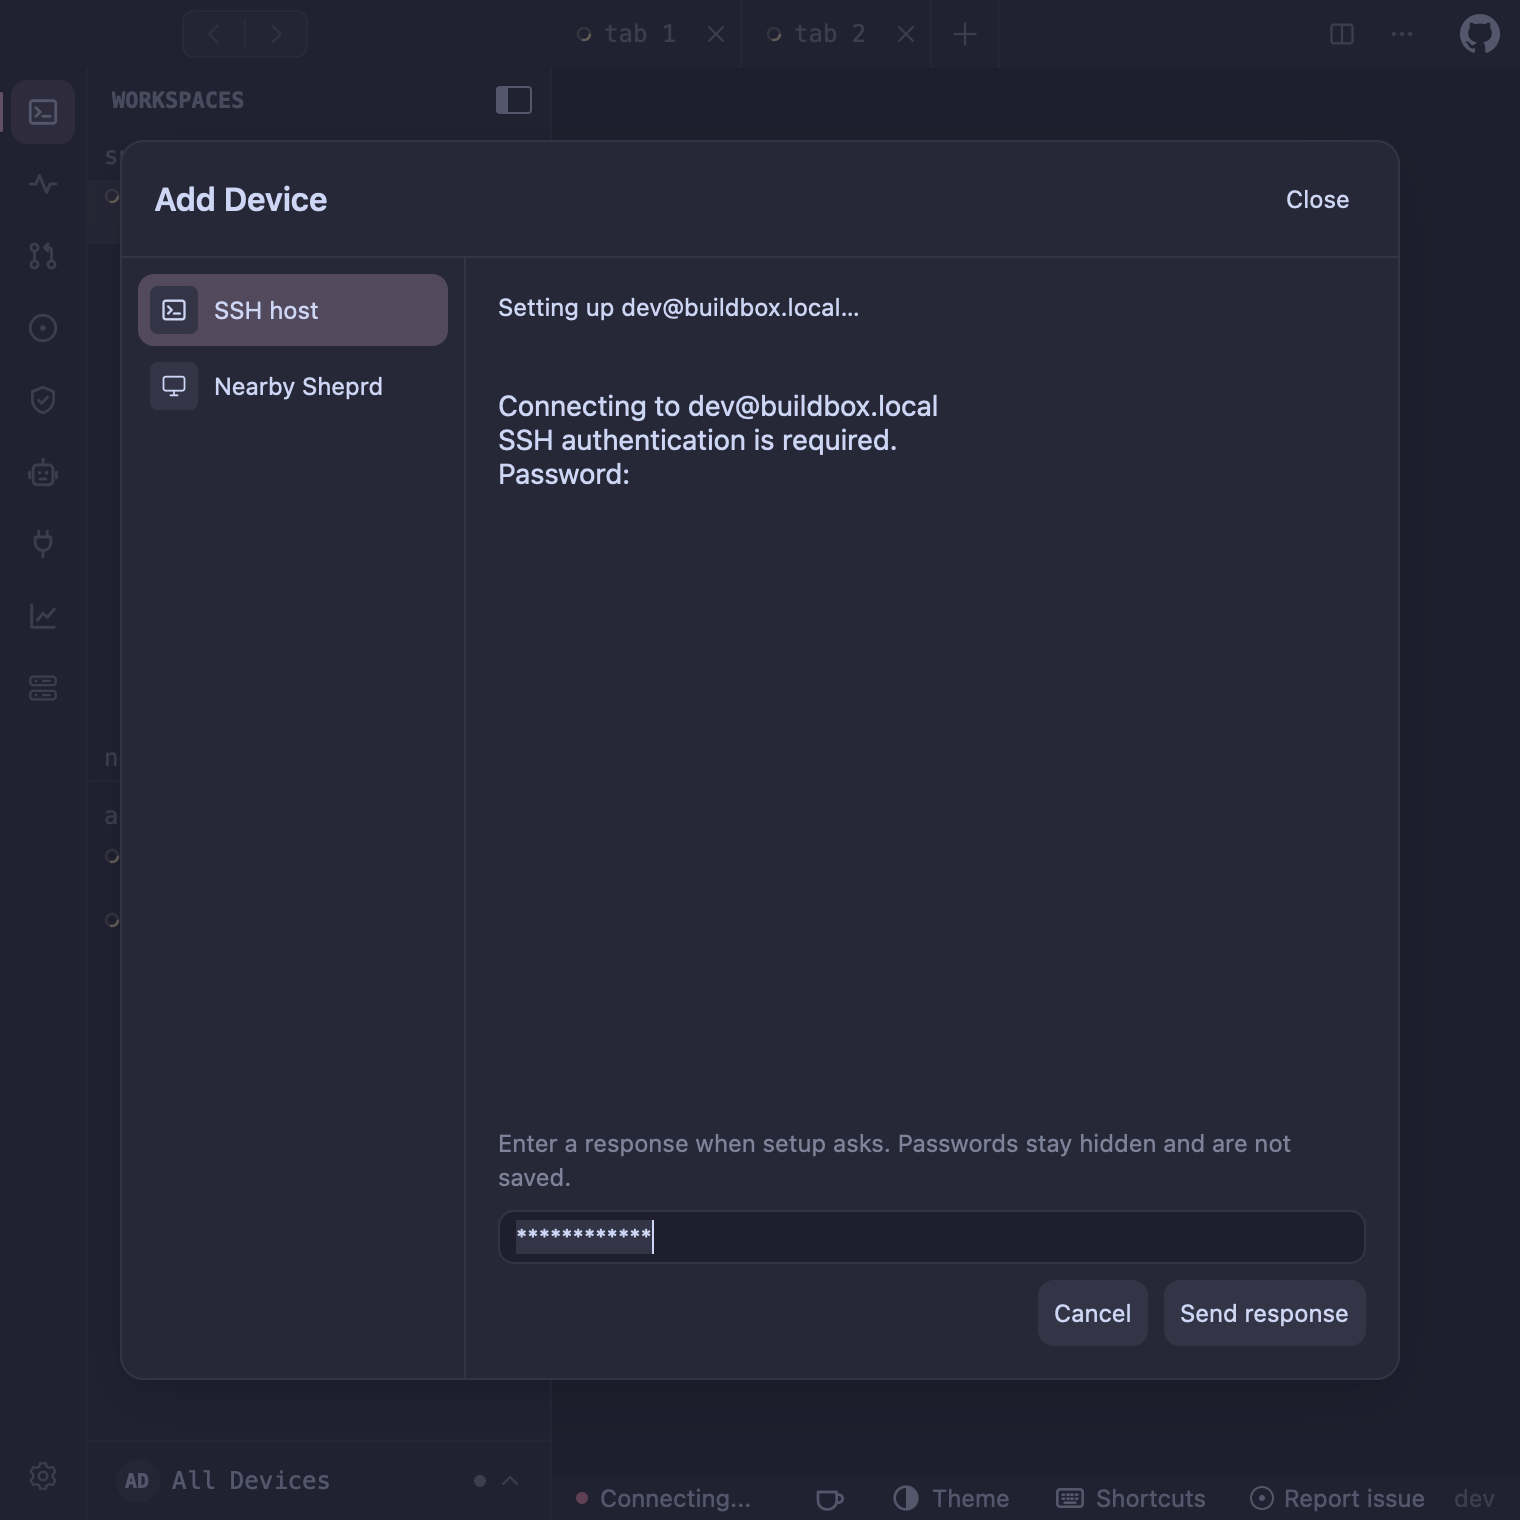 tab 1
tab 2
WORKSPACES
Add Device
Close
SSH host
Nearby Sheprd
Setting up dev@buildbox.local...
Connecting to dev@buildbox.local
SSH authentication is required.
Password:
n
a
Enter a response when setup asks. Passwords stay hidden and are not
saved.
************
Cancel
Send response
AD All Devices
Connecting...
Theme
Shortcuts
Report issue
dev